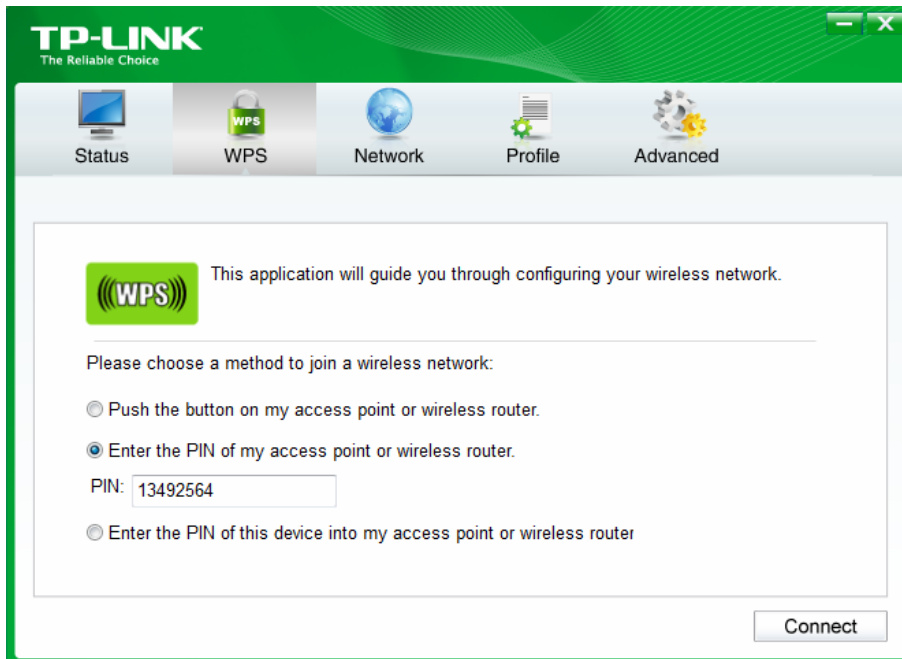 TP-LINK
The Reliable Choice
Status WPS Network Profile Advanced
WPS
(((WPS))) This application will guide you through configuring your wireless network.
Please choose a method to join a wireless network:
Push the button on my access point or wireless router.
Enter the PIN of my access point or wireless router.
PIN: 13492564
Enter the PIN of this device into my access point or wireless router
Connect